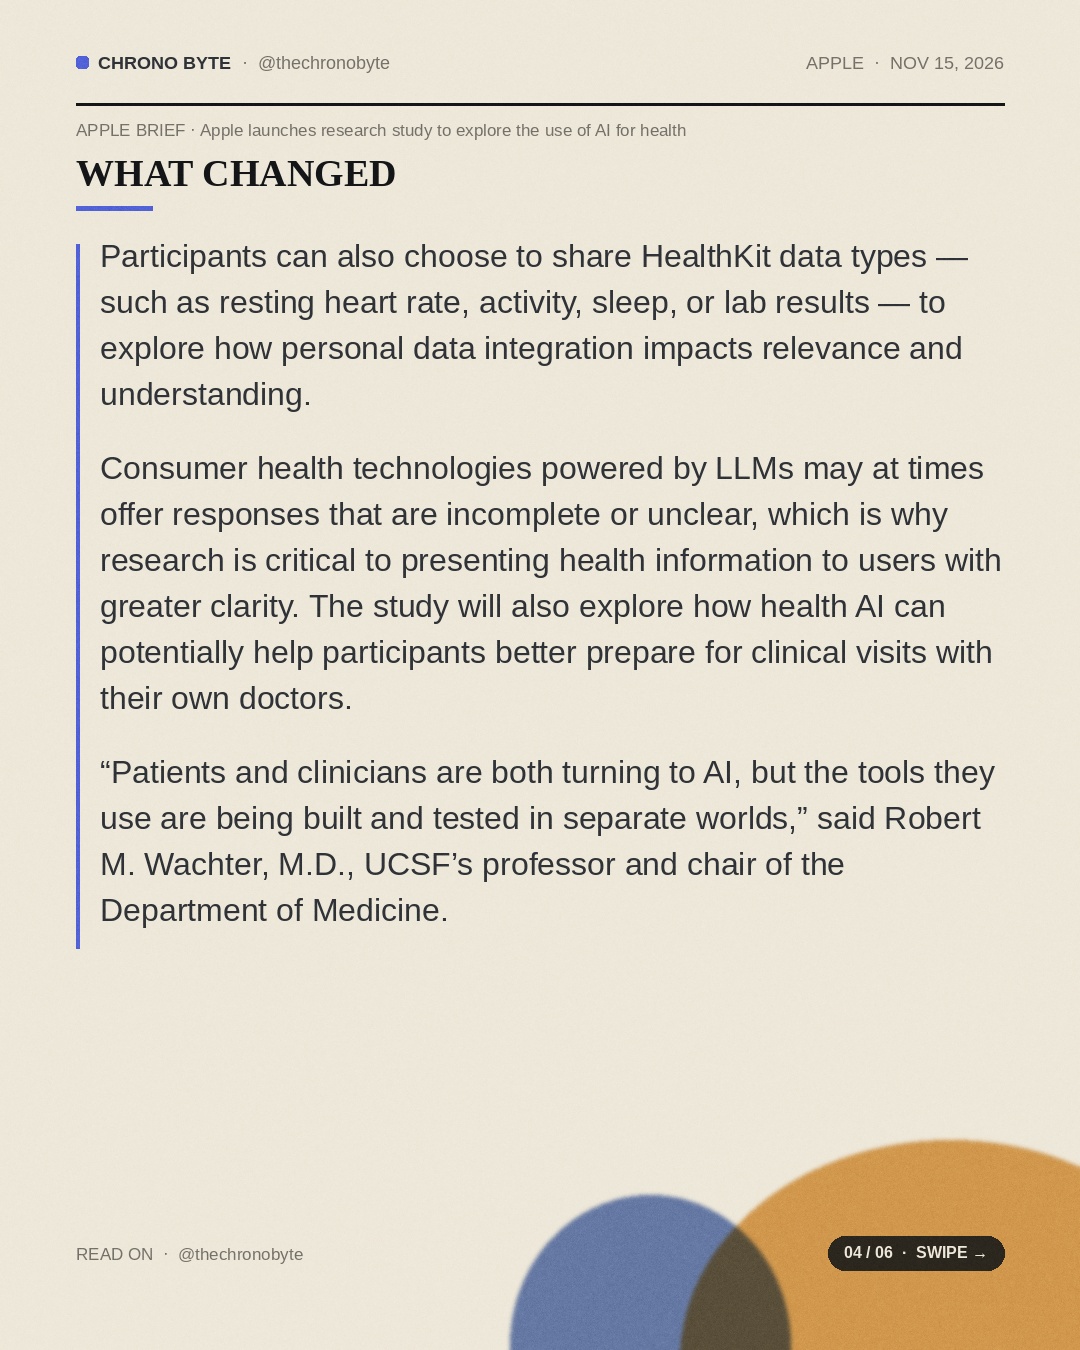 CHRONO BYTE · @thechronobyte
APPLE · NOV 15, 2026
APPLE BRIEF · Apple launches research study to explore the use of AI for health
WHAT CHANGED
Participants can also choose to share HealthKit data types —
such as resting heart rate, activity, sleep, or lab results — to
explore how personal data integration impacts relevance and
understanding.
Consumer health technologies powered by LLMs may at times
offer responses that are incomplete or unclear, which is why
research is critical to presenting health information to users with
greater clarity. The study will also explore how health AI can
potentially help participants better prepare for clinical visits with
their own doctors.
“Patients and clinicians are both turning to AI, but the tools they
use are being built and tested in separate worlds,” said Robert
M. Wachter, M.D., UCSF’s professor and chair of the
Department of Medicine.
READ ON · @thechronobyte
04 / 06 · SWIPE →